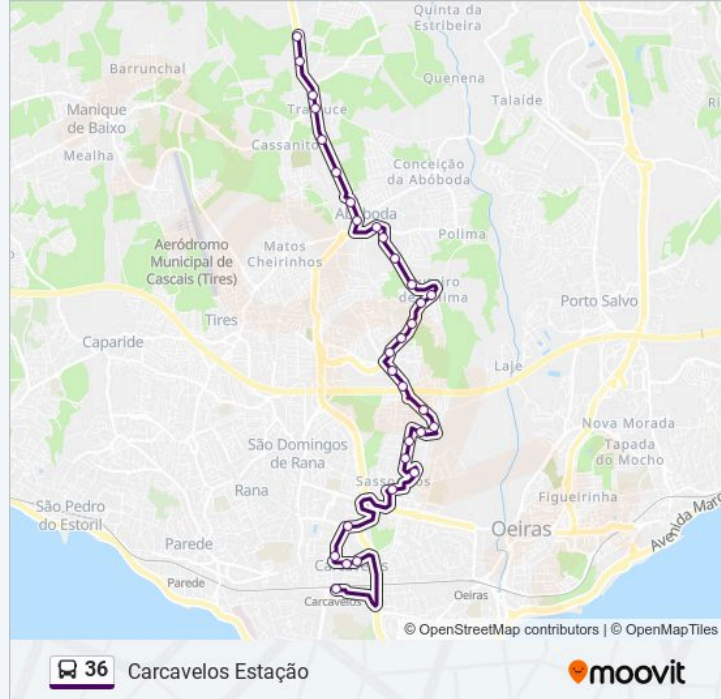 Quinta da
Estribeira
Barrunchal
Quenena
Talaíde
Manique
de Baixo
Cassanito
Mealha
Conceição
da Abóboda
Abóboda
Polima
Aeródromo
Municipal de
Cascais (Tires)
Matos
Cheirinhos
Porto Salvo
Tires
Caparide
Laje
Nova Morada
São Domingos
de Rana
Tapada
do Mocho
Rana
Figueirinha
São Pedro
do Estoril
Oeiras
Parede
Parede
Carcavelos
Oeiras
Carcavelos
© OpenStreetMap contributors | © OpenMapTiles
36 Carcavelos Estação
moovit